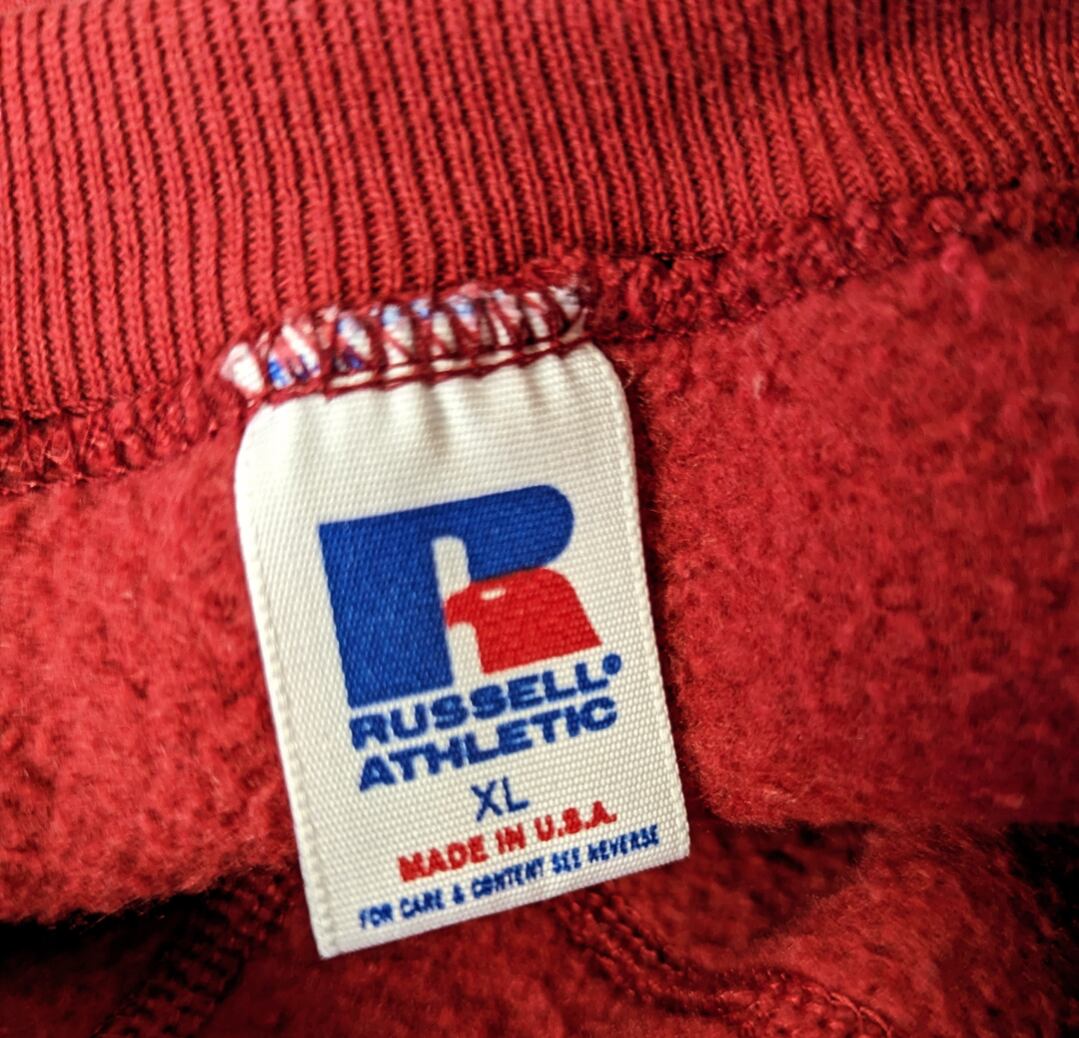 R
RUSSELL®
ATHLETIC
XL
MADE IN U.S.A.
FOR CARE & CONTENT SEE REVERSE